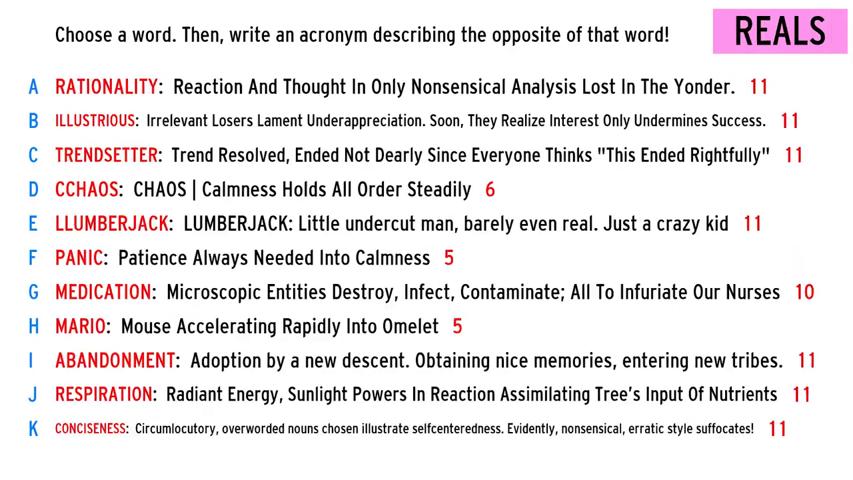 Choose a word. Then, write an acronym describing the opposite of that word!
REALS
A RATIONALITY: Reaction And Thought In Only Nonsensical Analysis Lost In The Yonder. 11
B ILLUSTRIOUS: Irrelevant Losers Lament Underappreciation. Soon, They Realize Interest Only Undermines Success. 11
C TRENDSETTER: Trend Resolved, Ended Not Dearly Since Everyone Thinks "This Ended Rightfully" 11
D CCHAOS: CHAOS | Calmness Holds All Order Steadily 6
E LLUMBERJACK: LUMBERJACK: Little undercut man, barely even real. Just a crazy kid 11
F PANIC: Patience Always Needed Into Calmness 5
G MEDICATION: Microscopic Entities Destroy, Infect, Contaminate; All To Infuriate Our Nurses 10
H MARIO: Mouse Accelerating Rapidly Into Omelet 5
I ABANDONMENT: Adoption by a new descent. Obtaining nice memories, entering new tribes. 11
J RESPIRATION: Radiant Energy, Sunlight Powers In Reaction Assimilating Tree's Input Of Nutrients 11
K CONCISENESS: Circumlocutory, overworded nouns chosen illustrate selfcenteredness. Evidently, nonsensical, erratic style suffocates! 11